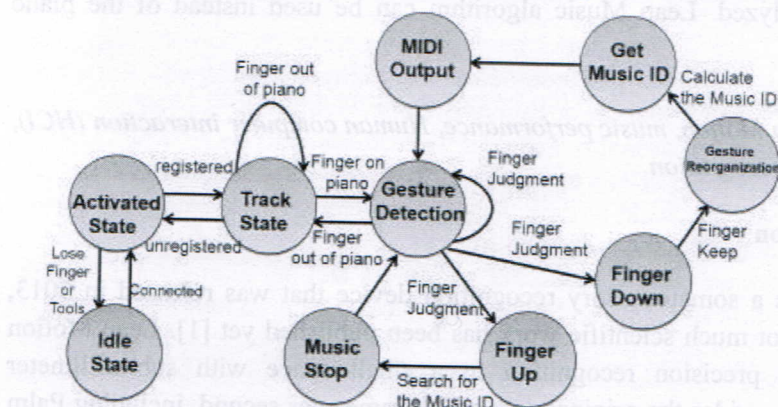 MIDI
Output
Get
Music ID
Calculate
the Music ID
Finger out
of piano
Gesture
Reorganization
registered
Finger on
piano
Finger
Judgment
Activated
State
Track
State
Gesture
Detection
unregistered
Finger
out of piano
Finger
Judgment
Finger
Keep
Lose
Finger
or
Tools
Connected
Finger
Judgment
Finger
Down
Idle
State
Music
Stop
Finger
Up
Search for
the Music ID